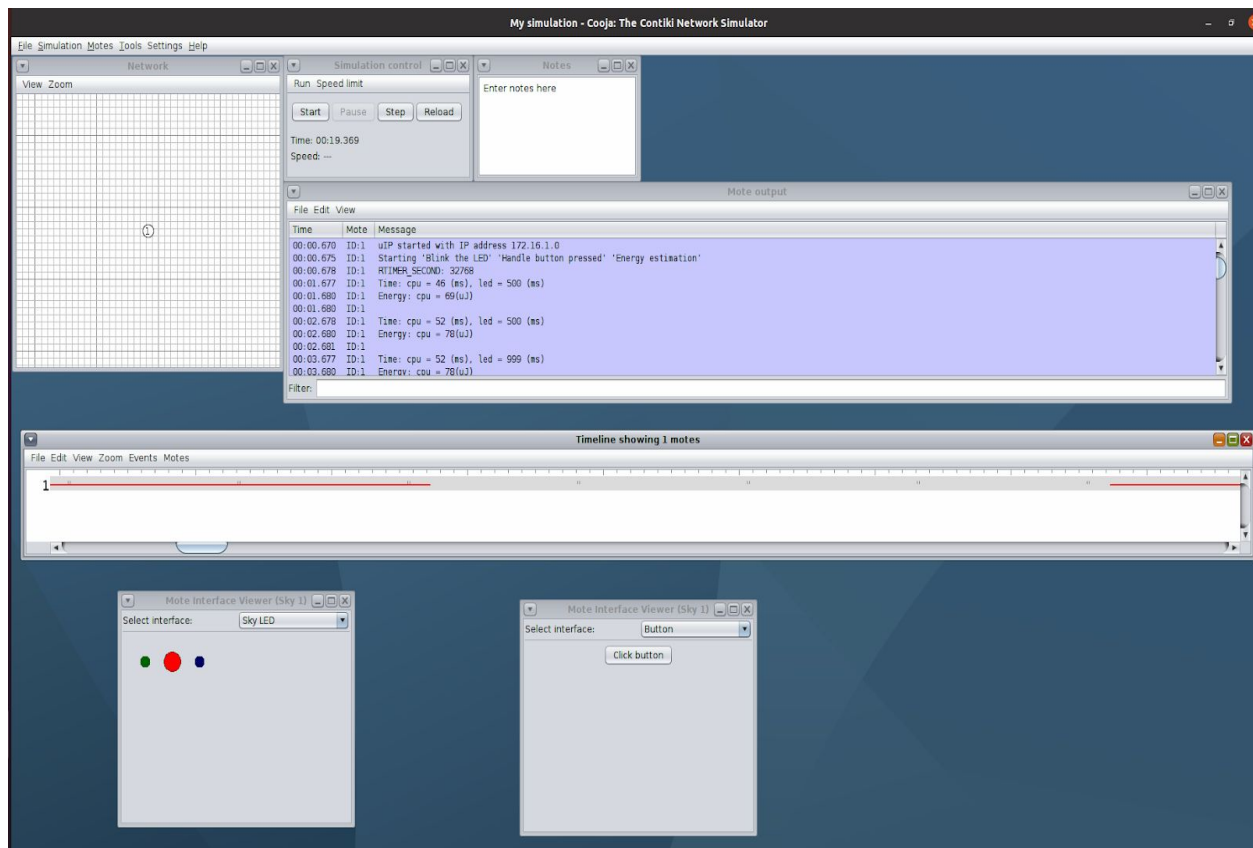 My simulation - Cooja: The Contiki Network Simulator
File Simulation Motes Tools Settings Help
Network
View Zoom
1
Simulation control
Run Speed limit
Start Pause Step Reload
Time: 00:19.369
Speed: ---
Notes
Enter notes here
Mote output
File Edit View
Time Mote Message
00:00.670 ID:1 uIP started with IP address 172.16.1.0
00:00.675 ID:1 Starting 'Blink the LED' 'Handle button pressed' 'Energy estimation'
00:00.678 ID:1 RTIMER_SECOND: 32768
00:01.677 ID:1 Time: cpu = 46 (ms), led = 500 (ms)
00:01.680 ID:1 Energy: cpu = 69(uJ)
00:01.680 ID:1
00:02.678 ID:1 Time: cpu = 52 (ms), led = 500 (ms)
00:02.680 ID:1 Energy: cpu = 78(uJ)
00:02.681 ID:1
00:03.677 ID:1 Time: cpu = 52 (ms), led = 999 (ms)
00:03.680 ID:1 Energy: cpu = 78(uJ)
Filter:
Timeline showing 1 motes
File Edit View Zoom Events Motes
1
Mote Interface Viewer (Sky 1)
Select interface: Sky LED
Mote Interface Viewer (Sky 1)
Select interface: Button
Click button